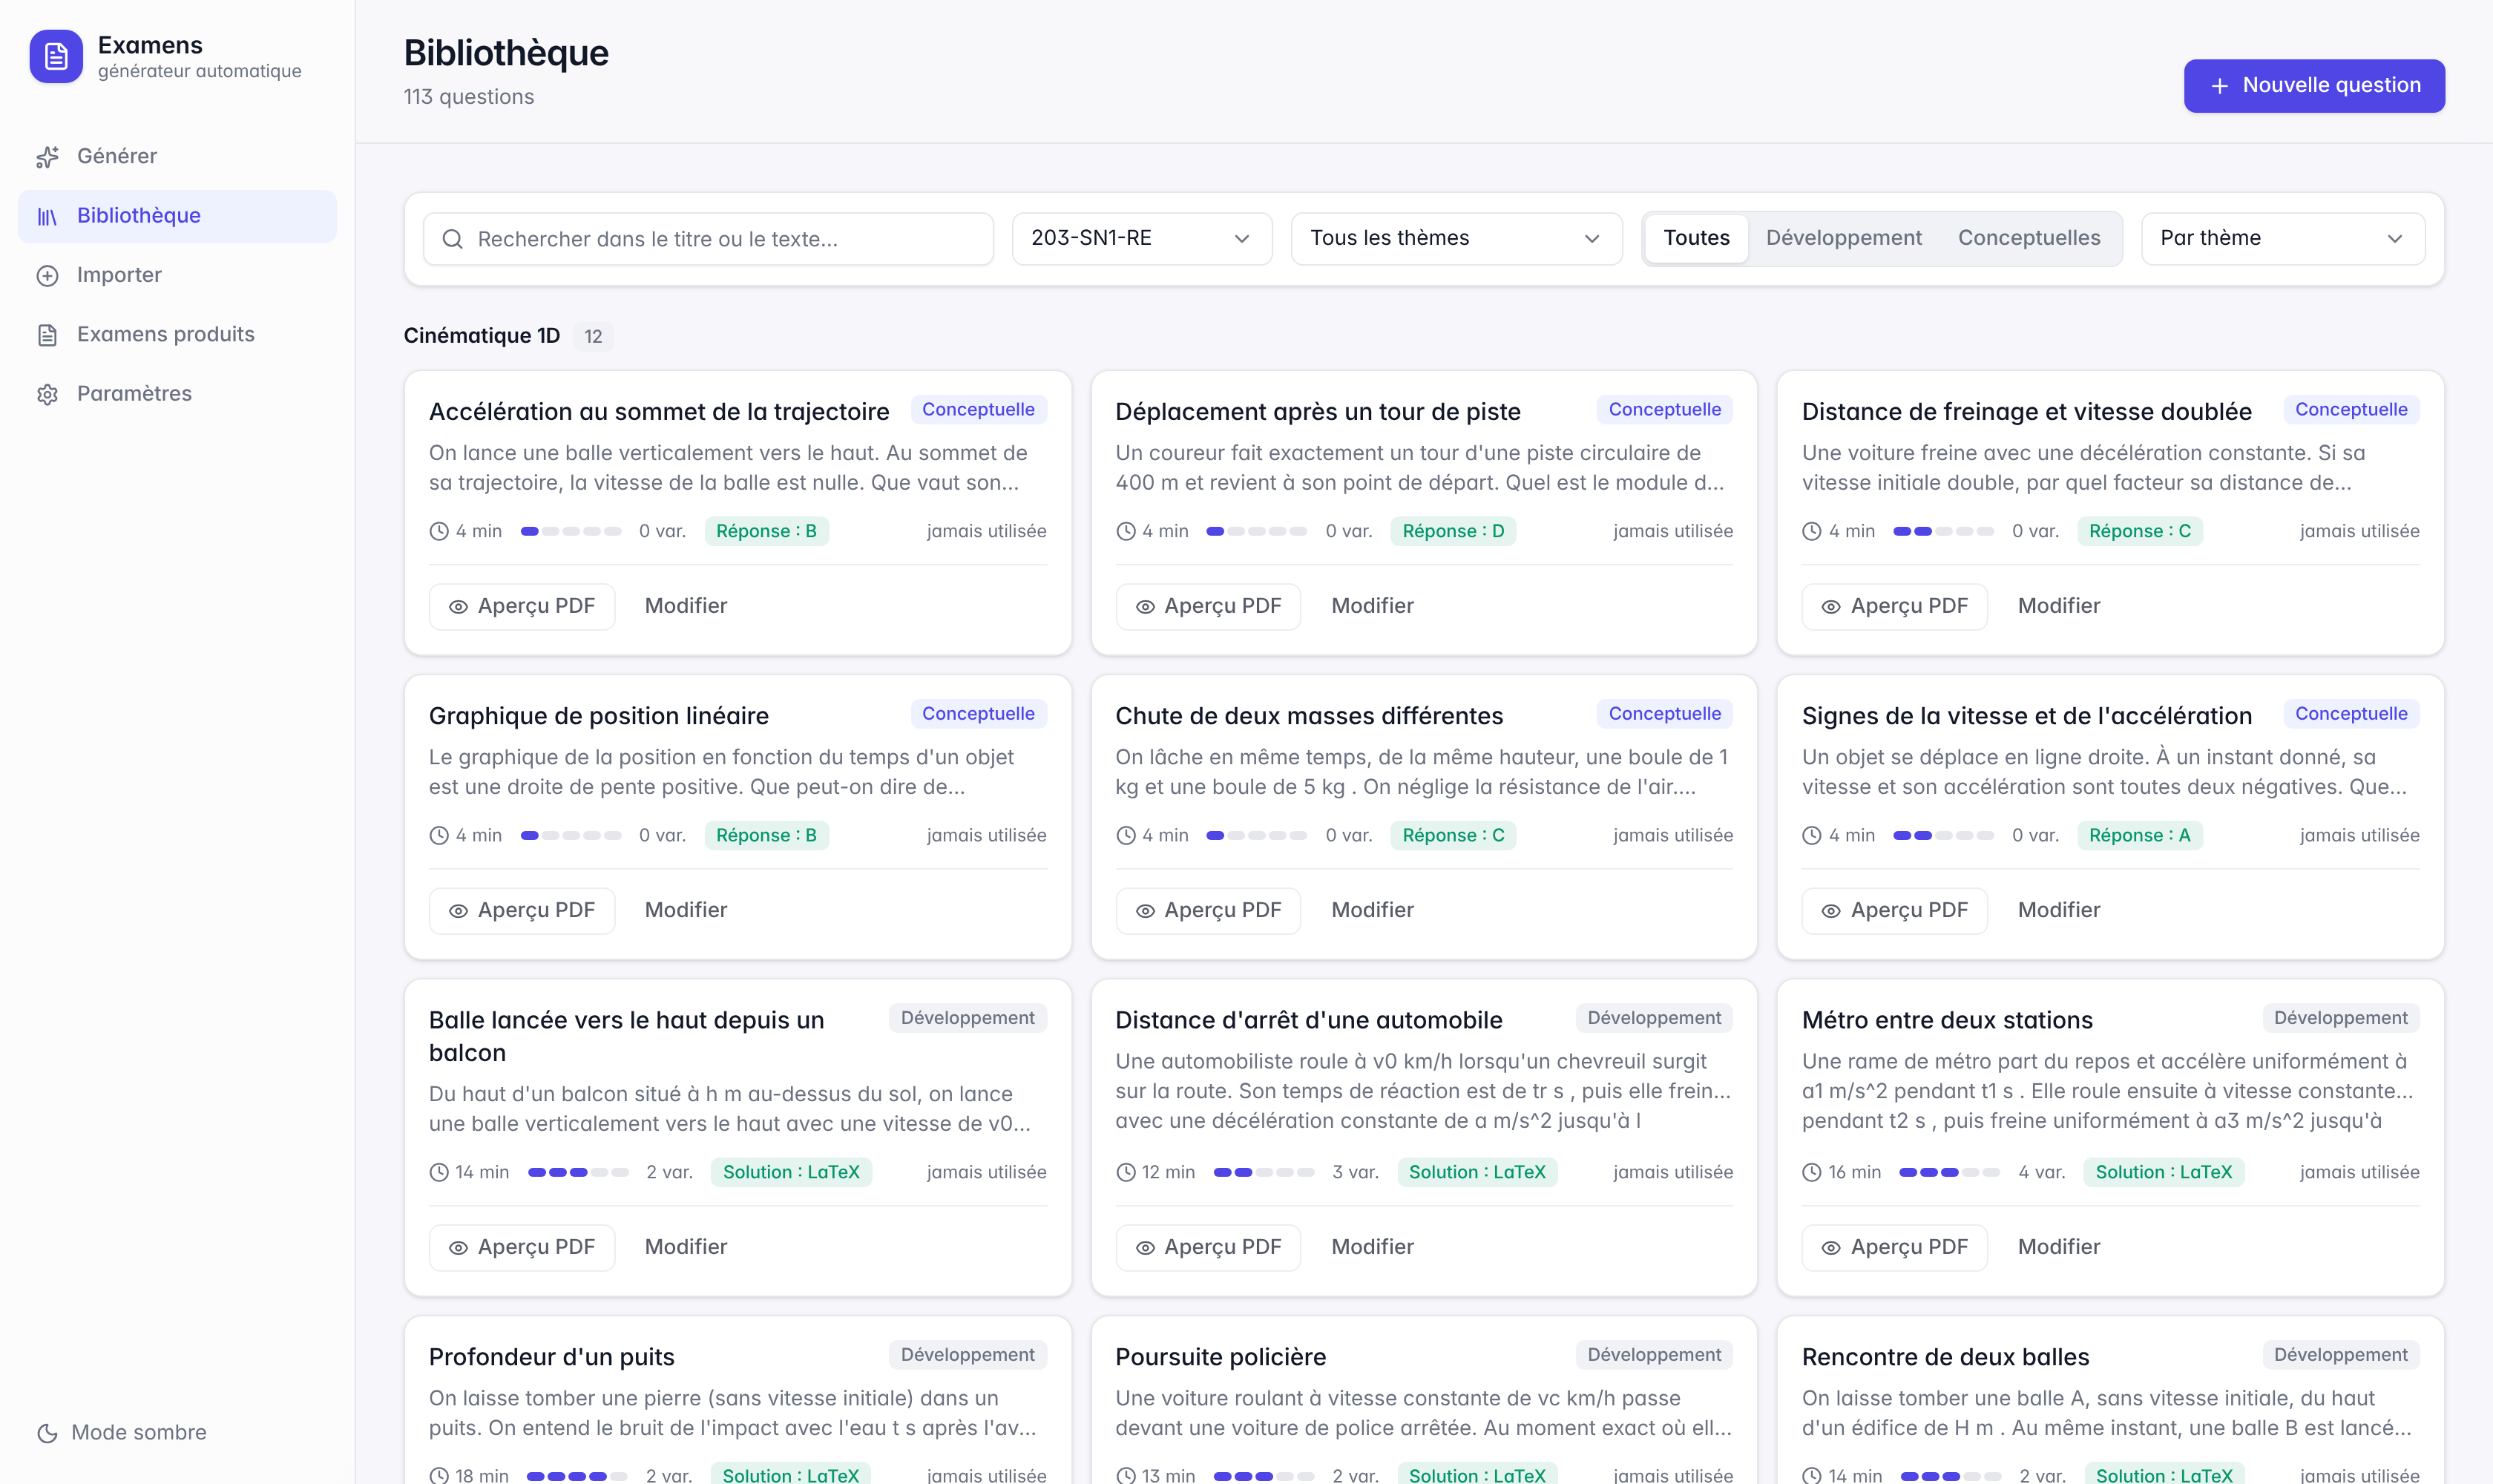 Examens
générateur automatique
Générer
Bibliothèque
Importer
Examens produits
Paramètres
Mode sombre
Bibliothèque
113 questions
+ Nouvelle question
Rechercher dans le titre ou le texte...
203-SN1-RE
Tous les thèmes
Toutes Développement Conceptuelles
Par thème
Cinématique 1D 12
Accélération au sommet de la trajectoire Conceptuelle
On lance une balle verticalement vers le haut. Au sommet de
sa trajectoire, la vitesse de la balle est nulle. Que vaut son...
4 min 0 var. Réponse : B jamais utilisée
Aperçu PDF Modifier
Déplacement après un tour de piste Conceptuelle
Un coureur fait exactement un tour d'une piste circulaire de
400 m et revient à son point de départ. Quel est le module d...
4 min 0 var. Réponse : D jamais utilisée
Aperçu PDF Modifier
Distance de freinage et vitesse doublée Conceptuelle
Une voiture freine avec une décélération constante. Si sa
vitesse initiale double, par quel facteur sa distance de...
4 min 0 var. Réponse : C jamais utilisée
Aperçu PDF Modifier
Graphique de position linéaire Conceptuelle
Le graphique de la position en fonction du temps d'un objet
est une droite de pente positive. Que peut-on dire de...
4 min 0 var. Réponse : B jamais utilisée
Aperçu PDF Modifier
Chute de deux masses différentes Conceptuelle
On lâche en même temps, de la même hauteur, une boule de 1
kg et une boule de 5 kg . On néglige la résistance de l'air....
4 min 0 var. Réponse : C jamais utilisée
Aperçu PDF Modifier
Signes de la vitesse et de l'accélération Conceptuelle
Un objet se déplace en ligne droite. À un instant donné, sa
vitesse et son accélération sont toutes deux négatives. Que...
4 min 0 var. Réponse : A jamais utilisée
Aperçu PDF Modifier
Balle lancée vers le haut depuis un Développement
balcon
Du haut d'un balcon situé à h m au-dessus du sol, on lance
une balle verticalement vers le haut avec une vitesse de v0...
14 min 2 var. Solution : LaTeX jamais utilisée
Aperçu PDF Modifier
Distance d'arrêt d'une automobile Développement
Une automobiliste roule à v0 km/h lorsqu'un chevreuil surgit
sur la route. Son temps de réaction est de tr s , puis elle frein...
avec une décélération constante de a m/s^2 jusqu'à l
12 min 3 var. Solution : LaTeX jamais utilisée
Aperçu PDF Modifier
Métro entre deux stations Développement
Une rame de métro part du repos et accélère uniformément à
a1 m/s^2 pendant t1 s . Elle roule ensuite à vitesse constante...
pendant t2 s , puis freine uniformément à a3 m/s^2 jusqu'à
16 min 4 var. Solution : LaTeX jamais utilisée
Aperçu PDF Modifier
Profondeur d'un puits Développement
On laisse tomber une pierre (sans vitesse initiale) dans un
puits. On entend le bruit de l'impact avec l'eau t s après l'av...
18 min 2 var. Solution : LaTeX jamais utilisée
Poursuite policière Développement
Une voiture roulant à vitesse constante de vc km/h passe
devant une voiture de police arrêtée. Au moment exact où ell...
13 min 2 var. Solution : LaTeX jamais utilisée
Rencontre de deux balles Développement
On laisse tomber une balle A, sans vitesse initiale, du haut
d'un édifice de H m . Au même instant, une balle B est lancé...
14 min 2 var. Solution : LaTeX jamais utilisée